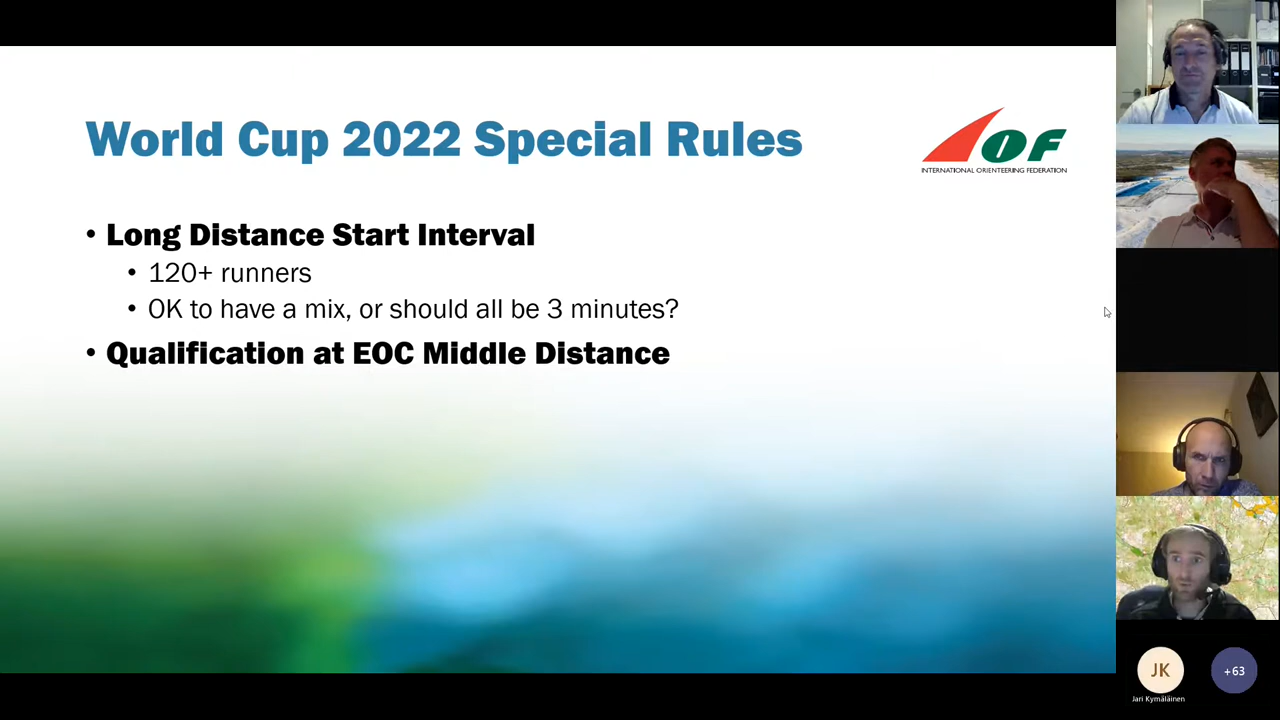 World Cup 2022 Special Rules
IOF
INTERNATIONAL ORIENTEERING FEDERATION
• Long Distance Start Interval
• 120+ runners
• OK to have a mix, or should all be 3 minutes?
• Qualification at EOC Middle Distance
JK
+63
Jari Kymäläinen